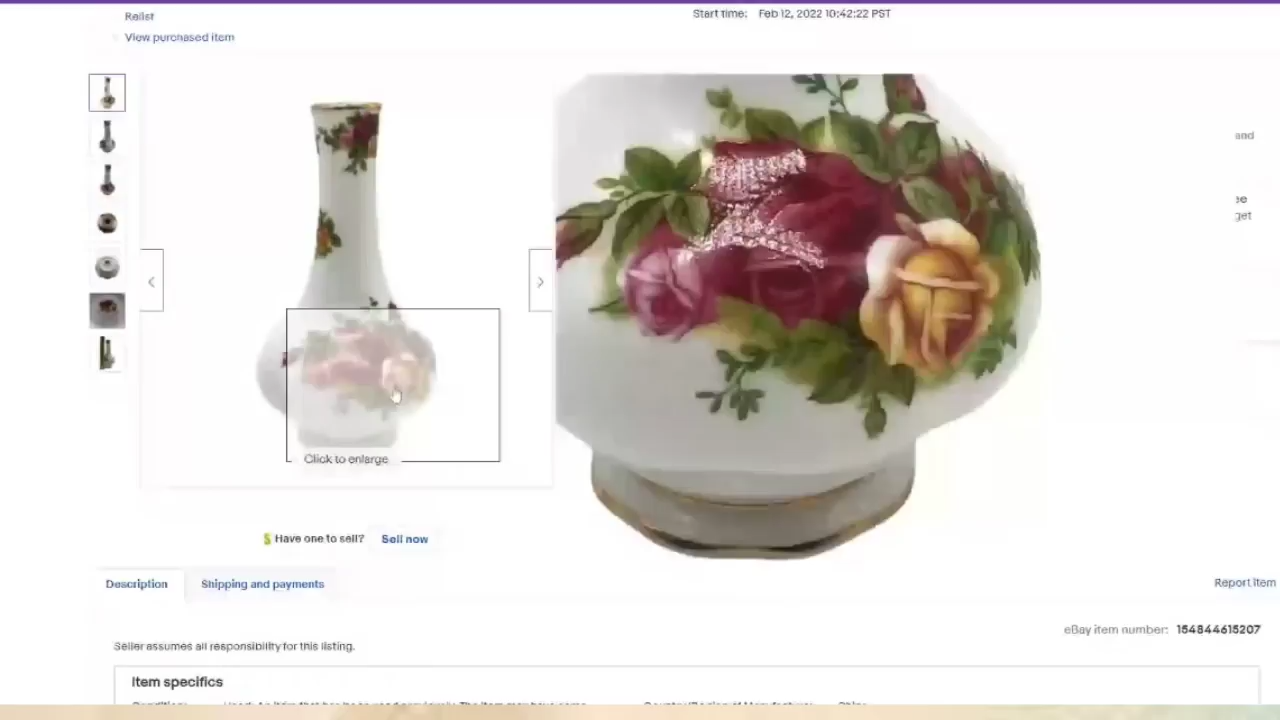 Relist
Start time: Feb 12, 2022 10:42:22 PST
View purchased item
and
get
Click to enlarge
Have one to sell? Sell now
Description
Shipping and payments
Report item
eBay item number: 154844615207
Seller assumes all responsibility for this listing.
Item specifics